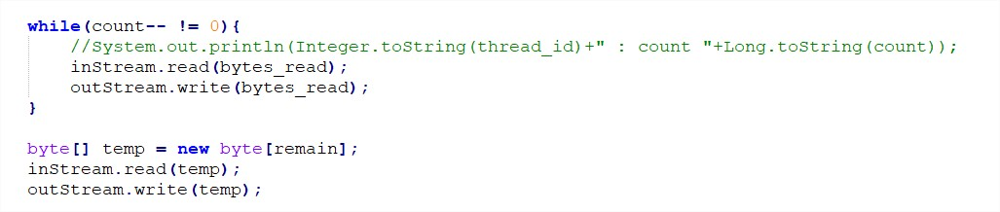 while(count-- != 0){
//System.out.println(Integer.toString(thread_id)+" : count "+Long.toString(count));
inStream.read(bytes_read);
outStream.write(bytes_read);
}
byte[] temp = new byte[remain];
inStream.read(temp);
outStream.write(temp);